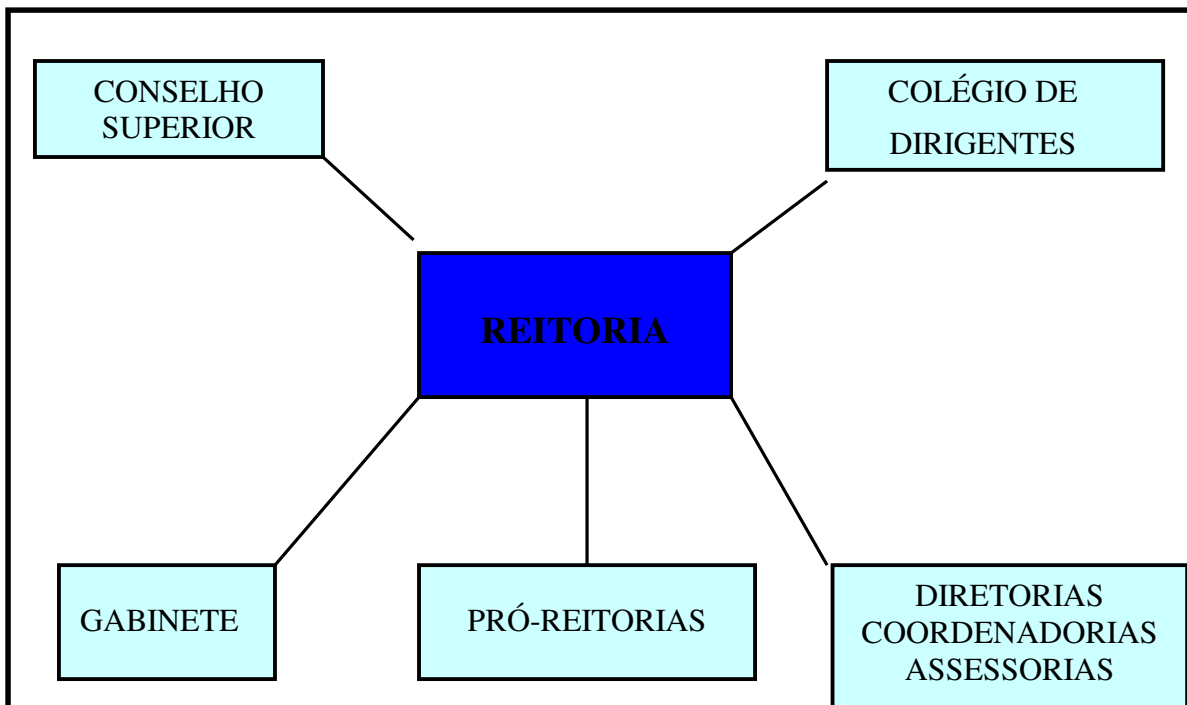 CONSELHO
SUPERIOR
COLÉGIO DE
DIRIGENTES
REITORIA
GABINETE
PRÓ-REITORIAS
DIRETORIAS
COORDENADORIAS
ASSESSORIAS